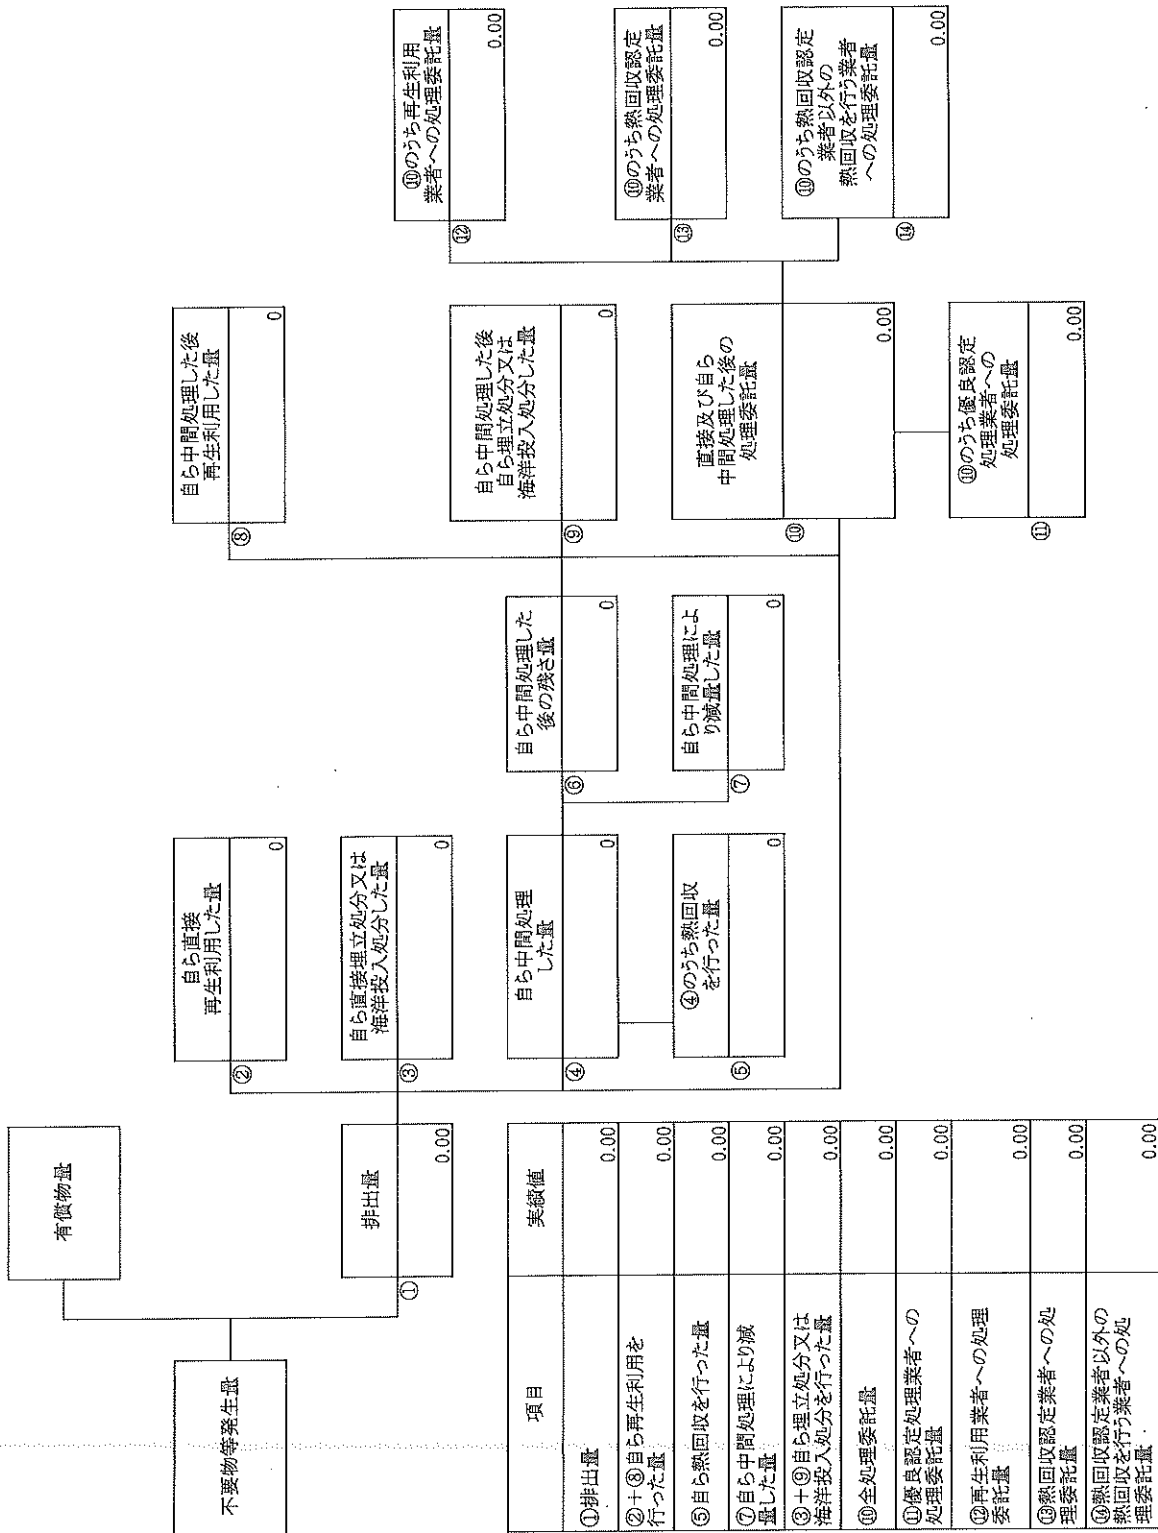 不要物等発生量
有償物量
①
排出量
0.00
②
自ら直接
再生利用した量
0
③
自ら直接埋立処分又は
海洋投入処分した量
0
④
自ら中間処理
した量
0
⑤
④のうち熱回収
を行った量
0
⑥
自ら中間処理した
後の残さ量
0
⑦
自ら中間処理によ
り減量した量
0
⑧
自ら中間処理した後
再生利用した量
0
⑨
自ら中間処理した後
自ら埋立処分又は
海洋投入処分した量
0
⑩
直接及び自ら
中間処理した後の
処理委託量
0.00
⑪
⑩のうち優良認定
処理業者への
処理委託量
0.00
⑫
⑩のうち再生利用
業者への処理委託量
0.00
⑬
⑩のうち熱回収認定
業者への処理委託量
0.00
⑭
⑩のうち熱回収認定
業者以外の
熱回収を行う業者
への処理委託量
0.00
項目 実績値
①排出量 0.00
②+⑧自ら再生利用を
行った量 0.00
⑤自ら熱回収を行った量 0.00
⑦自ら中間処理により減
量した量 0.00
③+⑨自ら埋立処分又は
海洋投入処分を行った量 0.00
⑩全処理委託量 0.00
⑪優良認定処理業者への
処理委託量 0.00
⑫再生利用業者への処理
委託量 0.00
⑬熱回収認定業者への処
理委託量 0.00
⑭熱回収認定業者以外の
熱回収を行う業者への処
理委託量 0.00